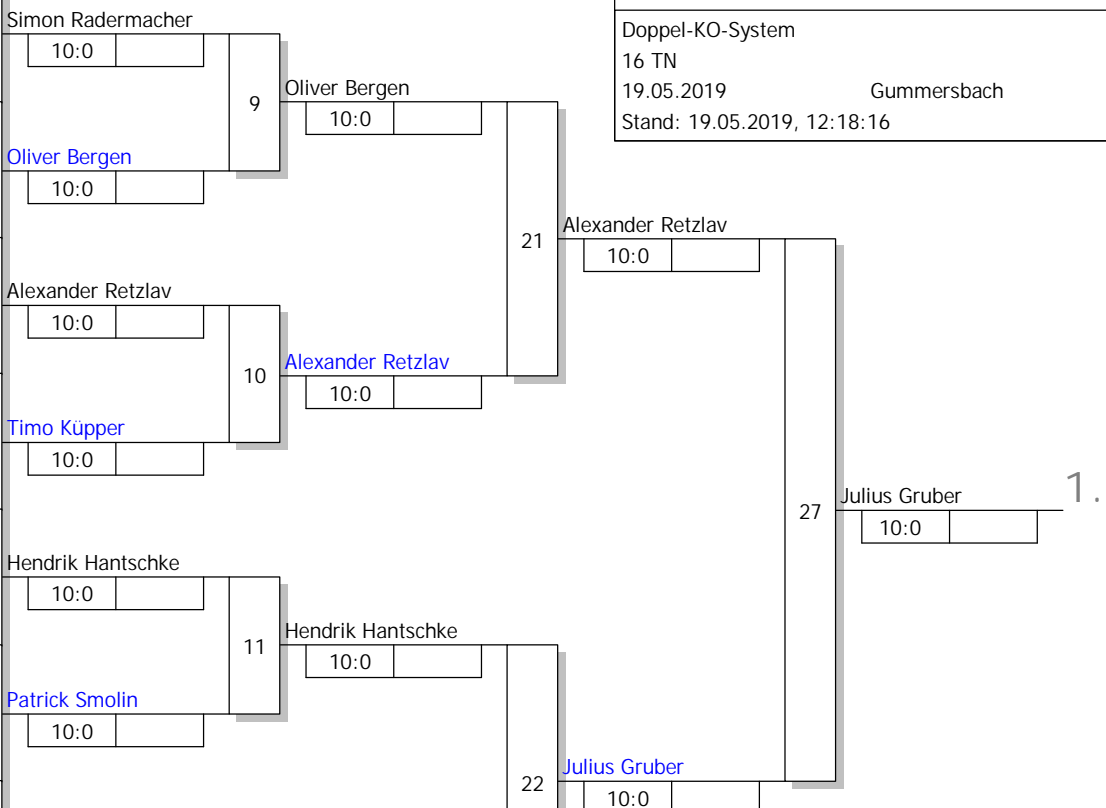 Simon Radermacher
10:0
9
Oliver Bergen
10:0
Oliver Bergen
10:0
Doppel-KO-System
16 TN
19.05.2019 Gummersbach
Stand: 19.05.2019, 12:18:16
21
Alexander Retzlav
10:0
Alexander Retzlav
10:0
10
Alexander Retzlav
10:0
Timo Küpper
10:0
27
Julius Gruber
10:0
1.
Hendrik Hantschke
10:0
11
Hendrik Hantschke
10:0
Patrick Smolin
10:0
22
Julius Gruber
10:0